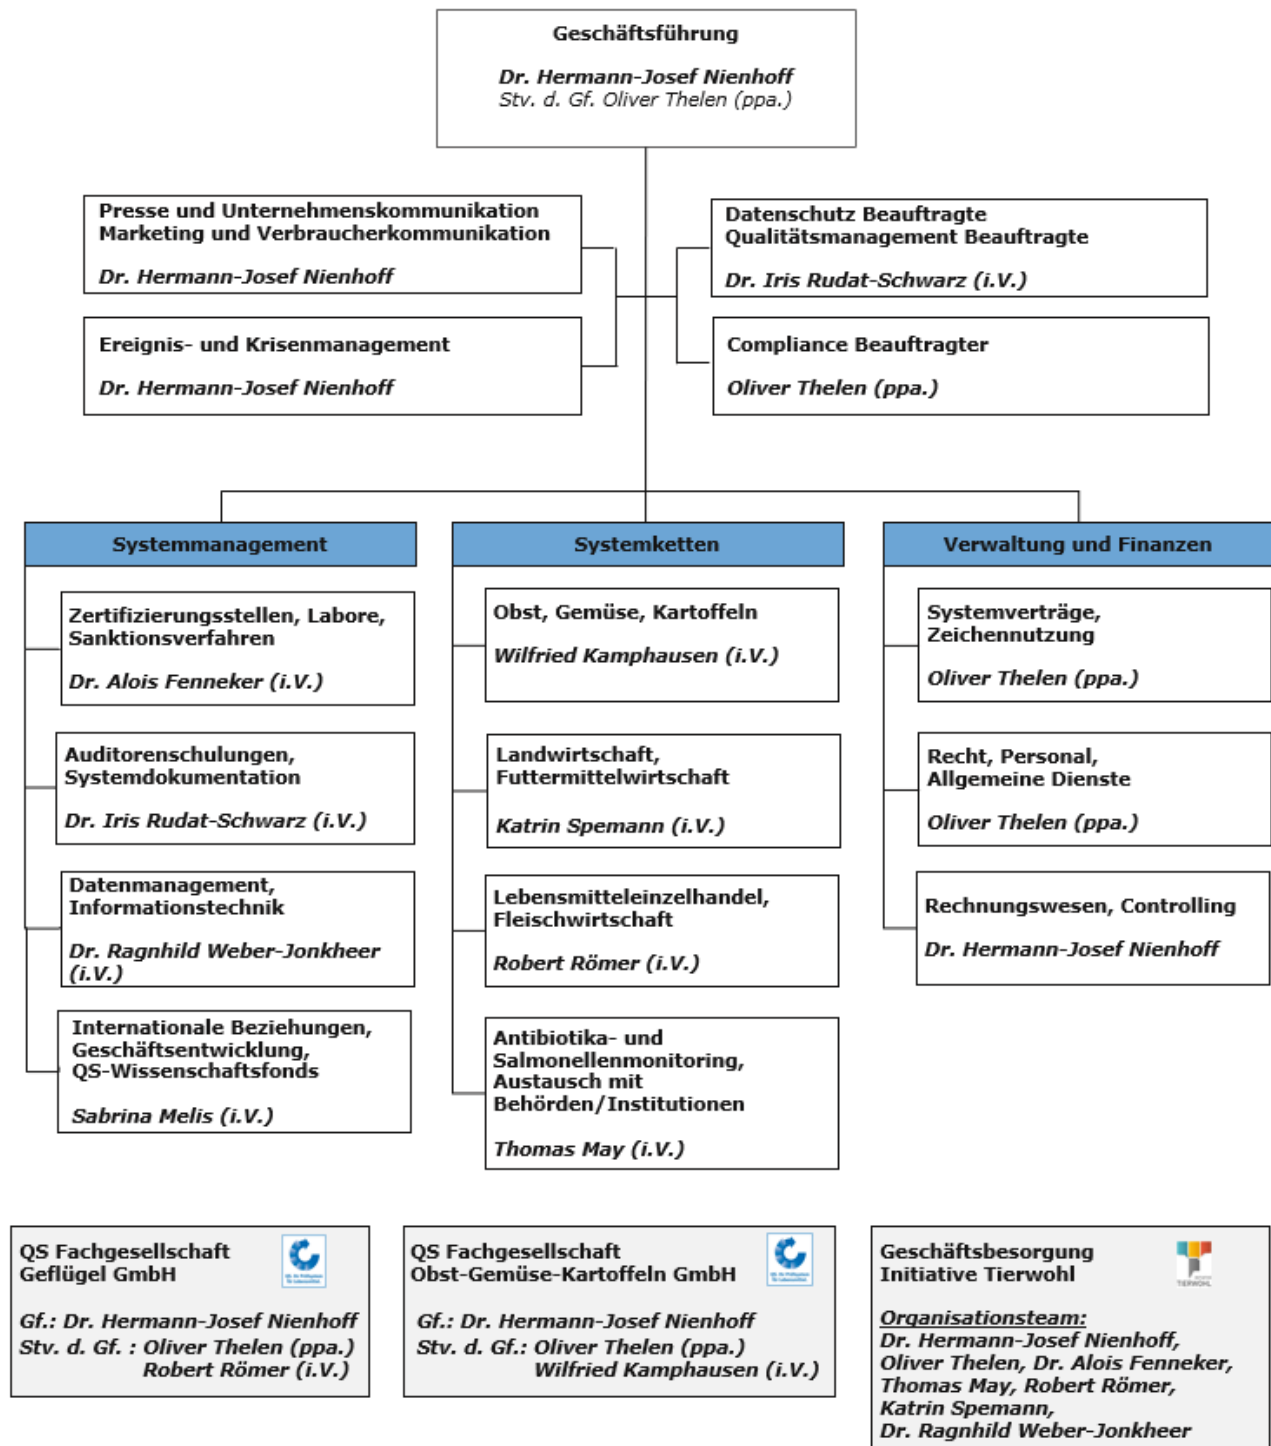 Geschäftsführung
Dr. Hermann-Josef Nienhoff
Stv. d. Gf. Oliver Thelen (ppa.)
Presse und Unternehmenskommunikation
Marketing und Verbraucherkommunikation
Dr. Hermann-Josef Nienhoff
Datenschutz Beauftragte
Qualitätsmanagement Beauftragte
Dr. Iris Rudat-Schwarz (i.V.)
Ereignis- und Krisenmanagement
Dr. Hermann-Josef Nienhoff
Compliance Beauftragter
Oliver Thelen (ppa.)
Systemmanagement
Zertifizierungsstellen, Labore,
Sanktionsverfahren
Dr. Alois Fenneker (i.V.)
Auditorenschulungen,
Systemdokumentation
Dr. Iris Rudat-Schwarz (i.V.)
Datenmanagement,
Informationstechnik
Dr. Ragnhild Weber-Jonkheer
(i.V.)
Internationale Beziehungen,
Geschäftsentwicklung,
QS-Wissenschaftsfonds
Sabrina Melis (i.V.)
Systemketten
Obst, Gemüse, Kartoffeln
Wilfried Kamphausen (i.V.)
Landwirtschaft,
Futtermittelwirtschaft
Katrin Spemann (i.V.)
Lebensmitteleinzelhandel,
Fleischwirtschaft
Robert Römer (i.V.)
Antibiotika- und
Salmonellenmonitoring,
Austausch mit
Behörden/Institutionen
Thomas May (i.V.)
Verwaltung und Finanzen
Systemverträge,
Zeichennutzung
Oliver Thelen (ppa.)
Recht, Personal,
Allgemeine Dienste
Oliver Thelen (ppa.)
Rechnungswesen, Controlling
Dr. Hermann-Josef Nienhoff
QS Fachgesellschaft
Geflügel GmbH
Gf.: Dr. Hermann-Josef Nienhoff
Stv. d. Gf. : Oliver Thelen (ppa.)
Robert Römer (i.V.)
QS Fachgesellschaft
Obst-Gemüse-Kartoffeln GmbH
Gf.: Dr. Hermann-Josef Nienhoff
Stv. d. Gf.: Oliver Thelen (ppa.)
Wilfried Kamphausen (i.V.)
Geschäftsbesorgung
Initiative Tierwohl
TIERWOHL
Organisationsteam:
Dr. Hermann-Josef Nienhoff,
Oliver Thelen, Dr. Alois Fenneker,
Thomas May, Robert Römer,
Katrin Spemann,
Dr. Ragnhild Weber-Jonkheer